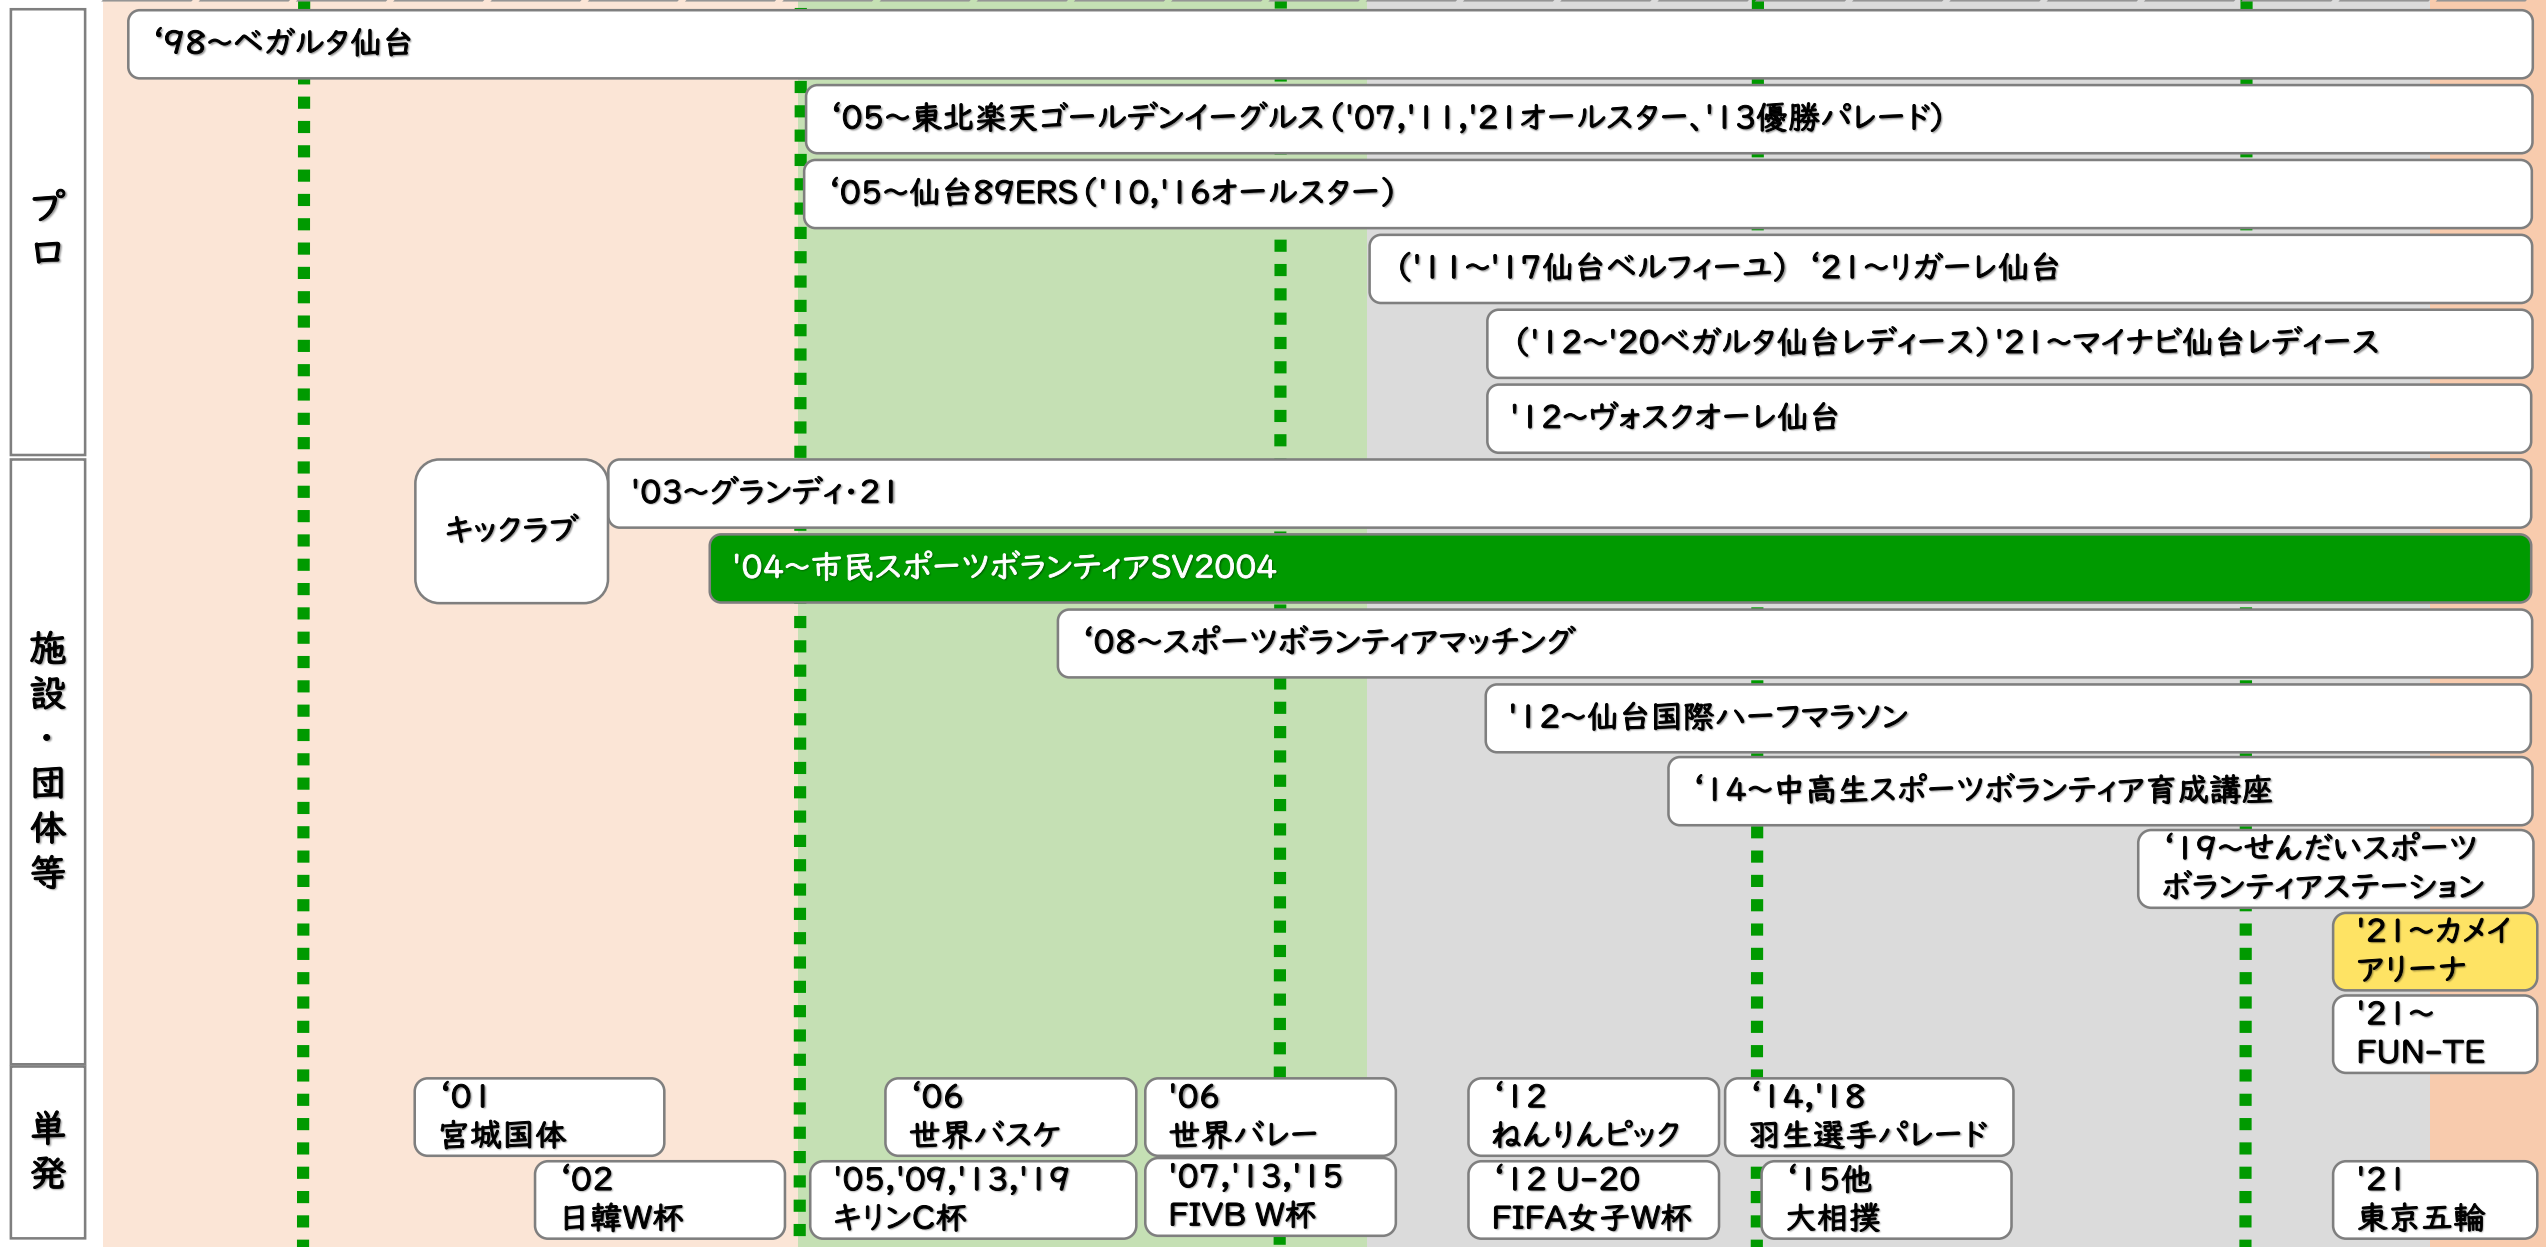 プロ
‘98～ベガルタ仙台
‘05～東北楽天ゴールデンイーグルス('07,'11,'21オールスター、'13優勝パレード)
‘05～仙台89ERS('10,'16オールスター)
('11～'17仙台ベルフィーユ) ‘21～リガーレ仙台
('12～'20ベガルタ仙台レディース)'21～マイナビ仙台レディース
'12～ヴォスクオーレ仙台
施設・団体等
キックラブ
'03～グランディ・21
'04～市民スポーツボランティアSV2004
‘08～スポーツボランティアマッチング
'12～仙台国際ハーフマラソン
‘14～中高生スポーツボランティア育成講座
‘19～せんだいスポーツ
ボランティアステーション
'21～カメイ
アリーナ
'21～
FUN-TE
単発
‘01
宮城国体
‘06
世界バスケ
'06
世界バレー
‘12
ねんりんピック
‘14,'18
羽生選手パレード
‘02
日韓W杯
'05,'09,'13,'19
キリンC杯
'07,'13,'15
FIVB W杯
‘12 U-20
FIFA女子W杯
‘15他
大相撲
'21
東京五輪